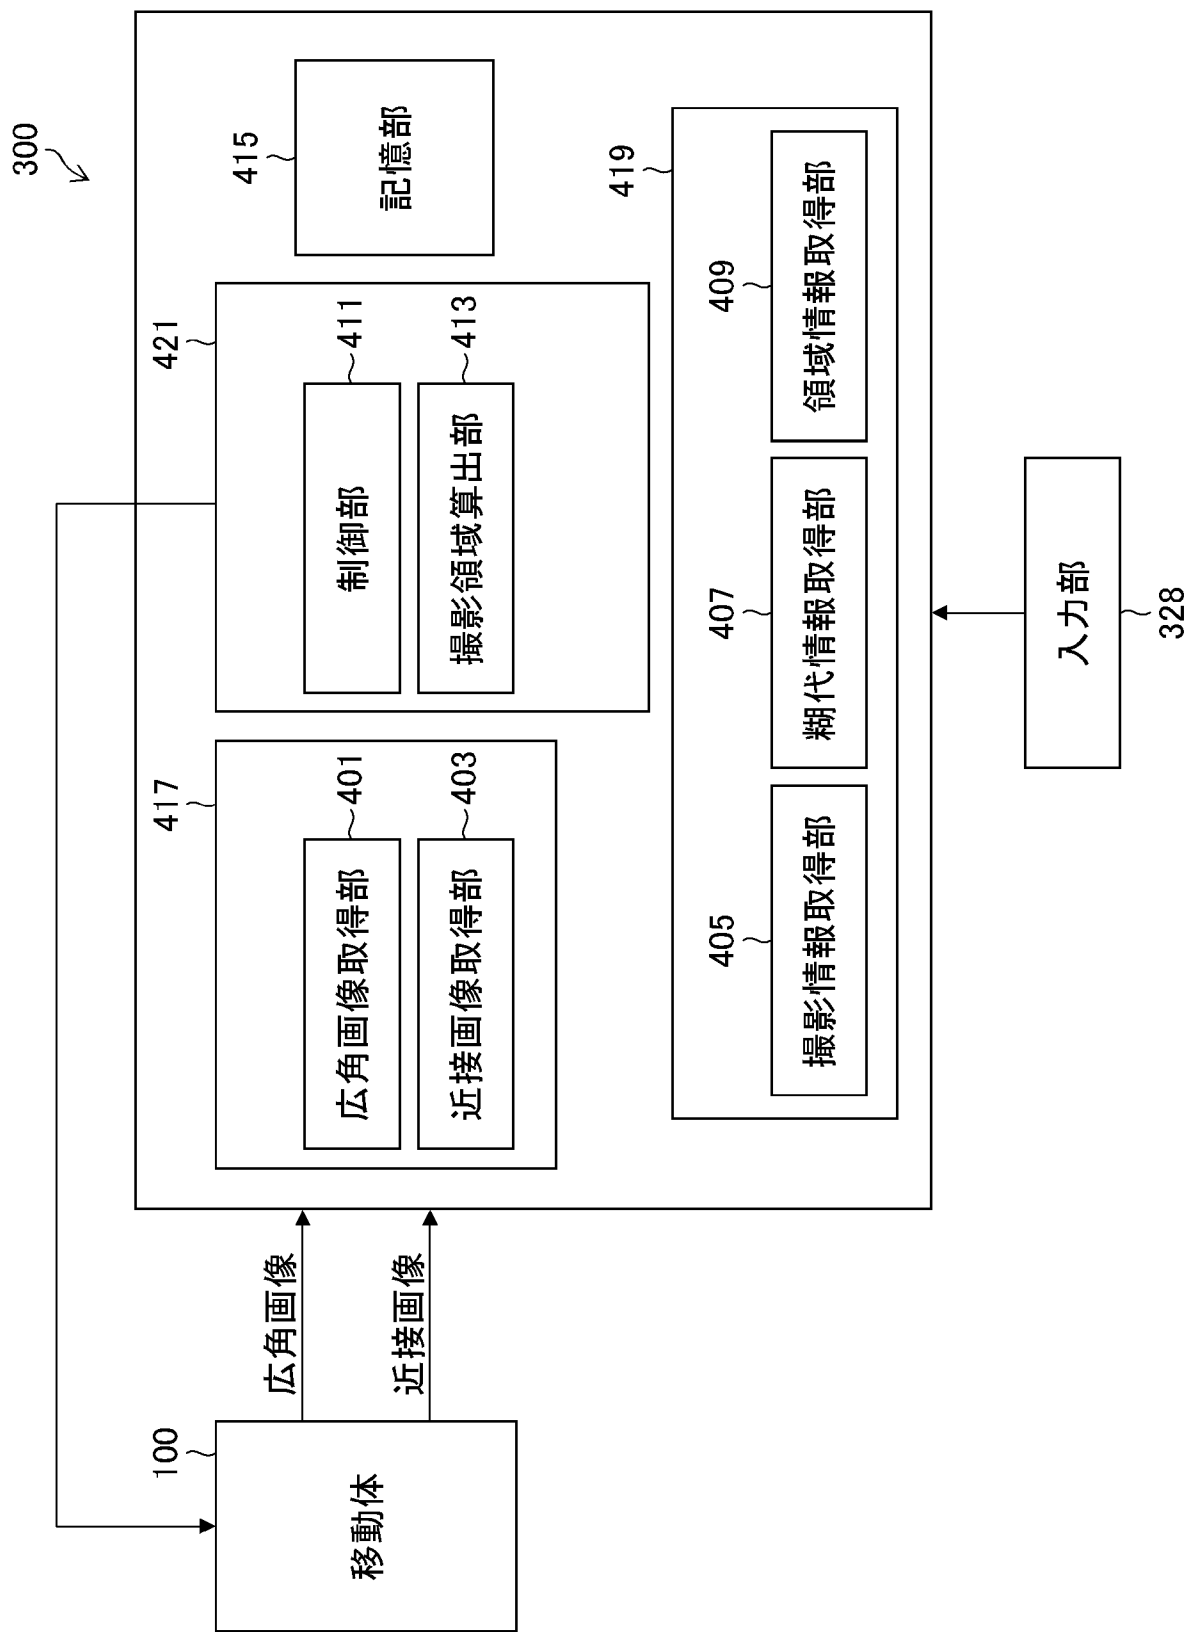 300
415
記憶部
421
411
制御部
413
撮影領域算出部
417
401
広角画像取得部
403
近接画像取得部
419
405
撮影情報取得部
407
糊代情報取得部
409
領域情報取得部
広角画像
近接画像
100
移動体
入力部
328